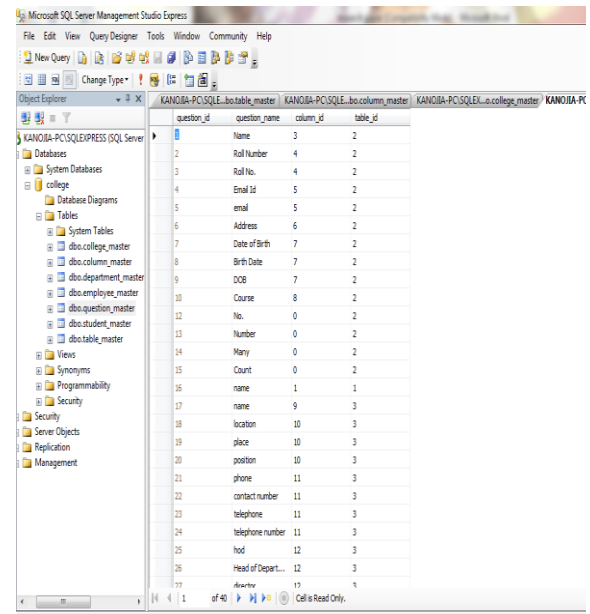 Microsoft SQL Server Management Studio Express
File Edit View Query Designer Tools Window Community Help
New Query
Change Type
Object Explorer
KANOJIA-PC\SQLE...bo.table_master KANOJIA-PC\SQLE...bo.column_master KANOJIA-PC\SQLEX...o.college_master KANOJIA-PC
KANOJIA-PC\SQLEXPRESS (SQL Server
Databases
System Databases
college
Database Diagrams
Tables
System Tables
dbo.college_master
dbo.column_master
dbo.department_master
dbo.employee_master
dbo.question_master
dbo.student_master
dbo.table_master
Views
Synonyms
Programmability
Security
Security
Server Objects
Replication
Management
question_id question_name column_id table_id
1 Name 3 2
2 Roll Number 4 2
3 Roll No. 4 2
4 Email Id 5 2
5 email 5 2
6 Address 6 2
7 Date of Birth 7 2
8 Birth Date 7 2
9 DOB 7 2
10 Course 8 2
12 No. 0 2
13 Number 0 2
14 Many 0 2
15 Count 0 2
16 name 1 1
17 name 9 3
18 location 10 3
19 place 10 3
20 position 10 3
21 phone 11 3
22 contact number 11 3
23 telephone 11 3
24 telephone number 11 3
25 hod 12 3
26 Head of Depart... 12 3
27 director 12 3
1 of 40 Cell is Read Only.